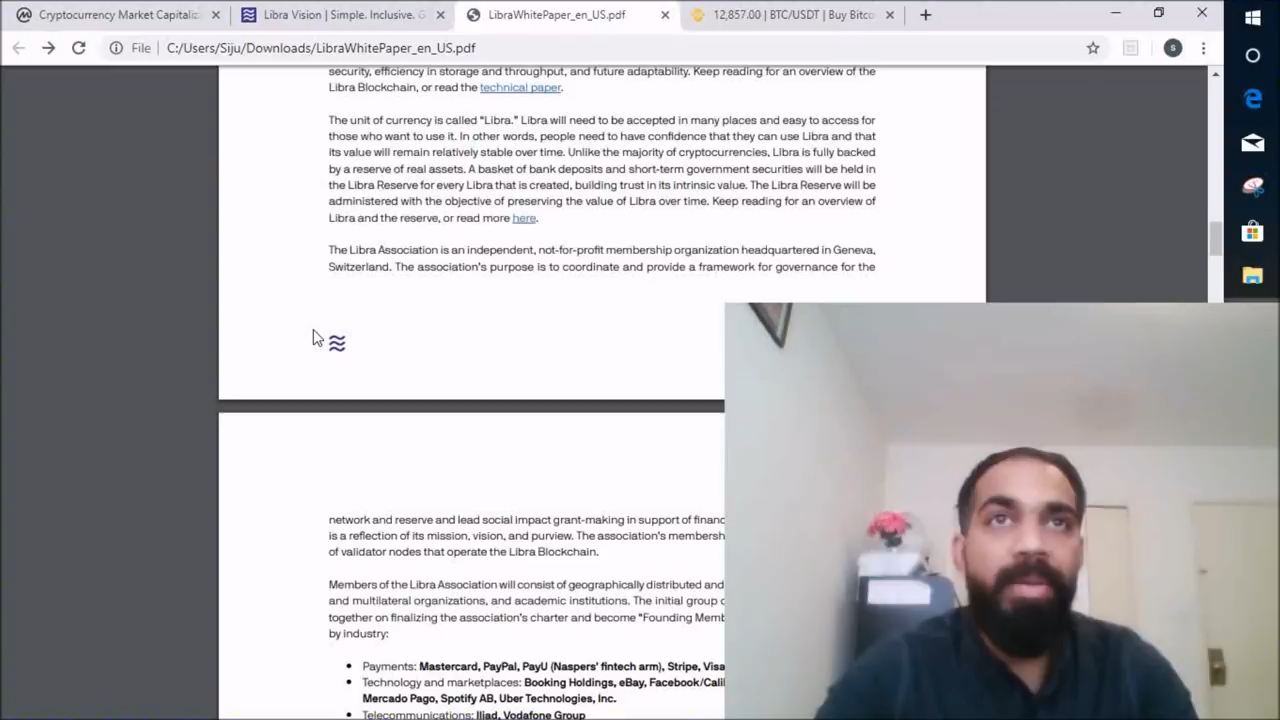 Cryptocurrency Market Capitaliz
Libra Vision | Simple. Inclusive. G
LibraWhitePaper_en_US.pdf
12,857.00 | BTC/USDT | Buy Bitco
File
C:/Users/Siju/Downloads/LibraWhitePaper_en_US.pdf
S
security, efficiency in storage and throughput, and future adaptability. Keep reading for an overview of the
Libra Blockchain, or read the technical paper.
The unit of currency is called “Libra.” Libra will need to be accepted in many places and easy to access for
those who want to use it. In other words, people need to have confidence that they can use Libra and that
its value will remain relatively stable over time. Unlike the majority of cryptocurrencies, Libra is fully backed
by a reserve of real assets. A basket of bank deposits and short-term government securities will be held in
the Libra Reserve for every Libra that is created, building trust in its intrinsic value. The Libra Reserve will be
administered with the objective of preserving the value of Libra over time. Keep reading for an overview of
Libra and the reserve, or read more here.
The Libra Association is an independent, not-for-profit membership organization headquartered in Geneva,
Switzerland. The association’s purpose is to coordinate and provide a framework for governance for the
network and reserve and lead social impact grant-making in support of financ
is a reflection of its mission, vision, and purview. The association’s membersh
of validator nodes that operate the Libra Blockchain.
Members of the Libra Association will consist of geographically distributed and
and multilateral organizations, and academic institutions. The initial group o
together on finalizing the association’s charter and become “Founding Memb
by industry:
• Payments: Mastercard, PayPal, PayU (Naspers’ fintech arm), Stripe, Visa
• Technology and marketplaces: Booking Holdings, eBay, Facebook/Cali
Mercado Pago, Spotify AB, Uber Technologies, Inc.
• Telecommunications: Iliad, Vodafone Group